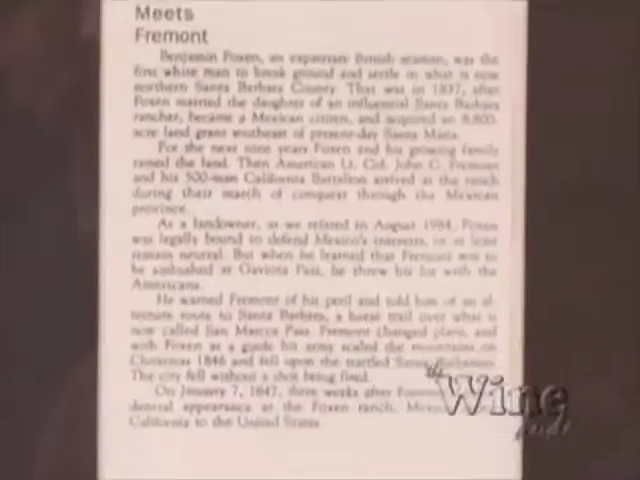 Meets
Fremont
Benjamin Foxen, an expatriate British seaman, was the
first white man to break ground and settle in what is now
northern Santa Barbara County. That was in 1837, after
Foxen married the daughter of an influential Santa Barbara
rancher, became a Mexican citizen, and acquired an 8,800-
acre land grant southeast of present-day Santa Maria.
For the next nine years Foxen and his growing family
raised the land. Then American Lt. Col. John C. Fremont
and his 500-man California Battalion arrived at the ranch
during their march of conquest through the Mexican
province.
As a landowner, as we related in August 1984, Foxen
was legally bound to defend Mexico's interests, or at least
remain neutral. But when he learned that Fremont was to
be ambushed at Gaviota Pass, he threw his lot with the
Americans.
He warned Fremont of his peril and told him of an al-
ternate route to Santa Barbara, a horse trail over what is
now called San Marcos Pass. Fremont changed plans, and
with Foxen as a guide his army scaled the mountains on
Christmas 1846 and fell upon the startled Santa
The city fell without a shot being fired.
On January 7, 1847, three weeks after
dental appearance at the Foxen ranch,
California to the United States.
the
Wine
guide